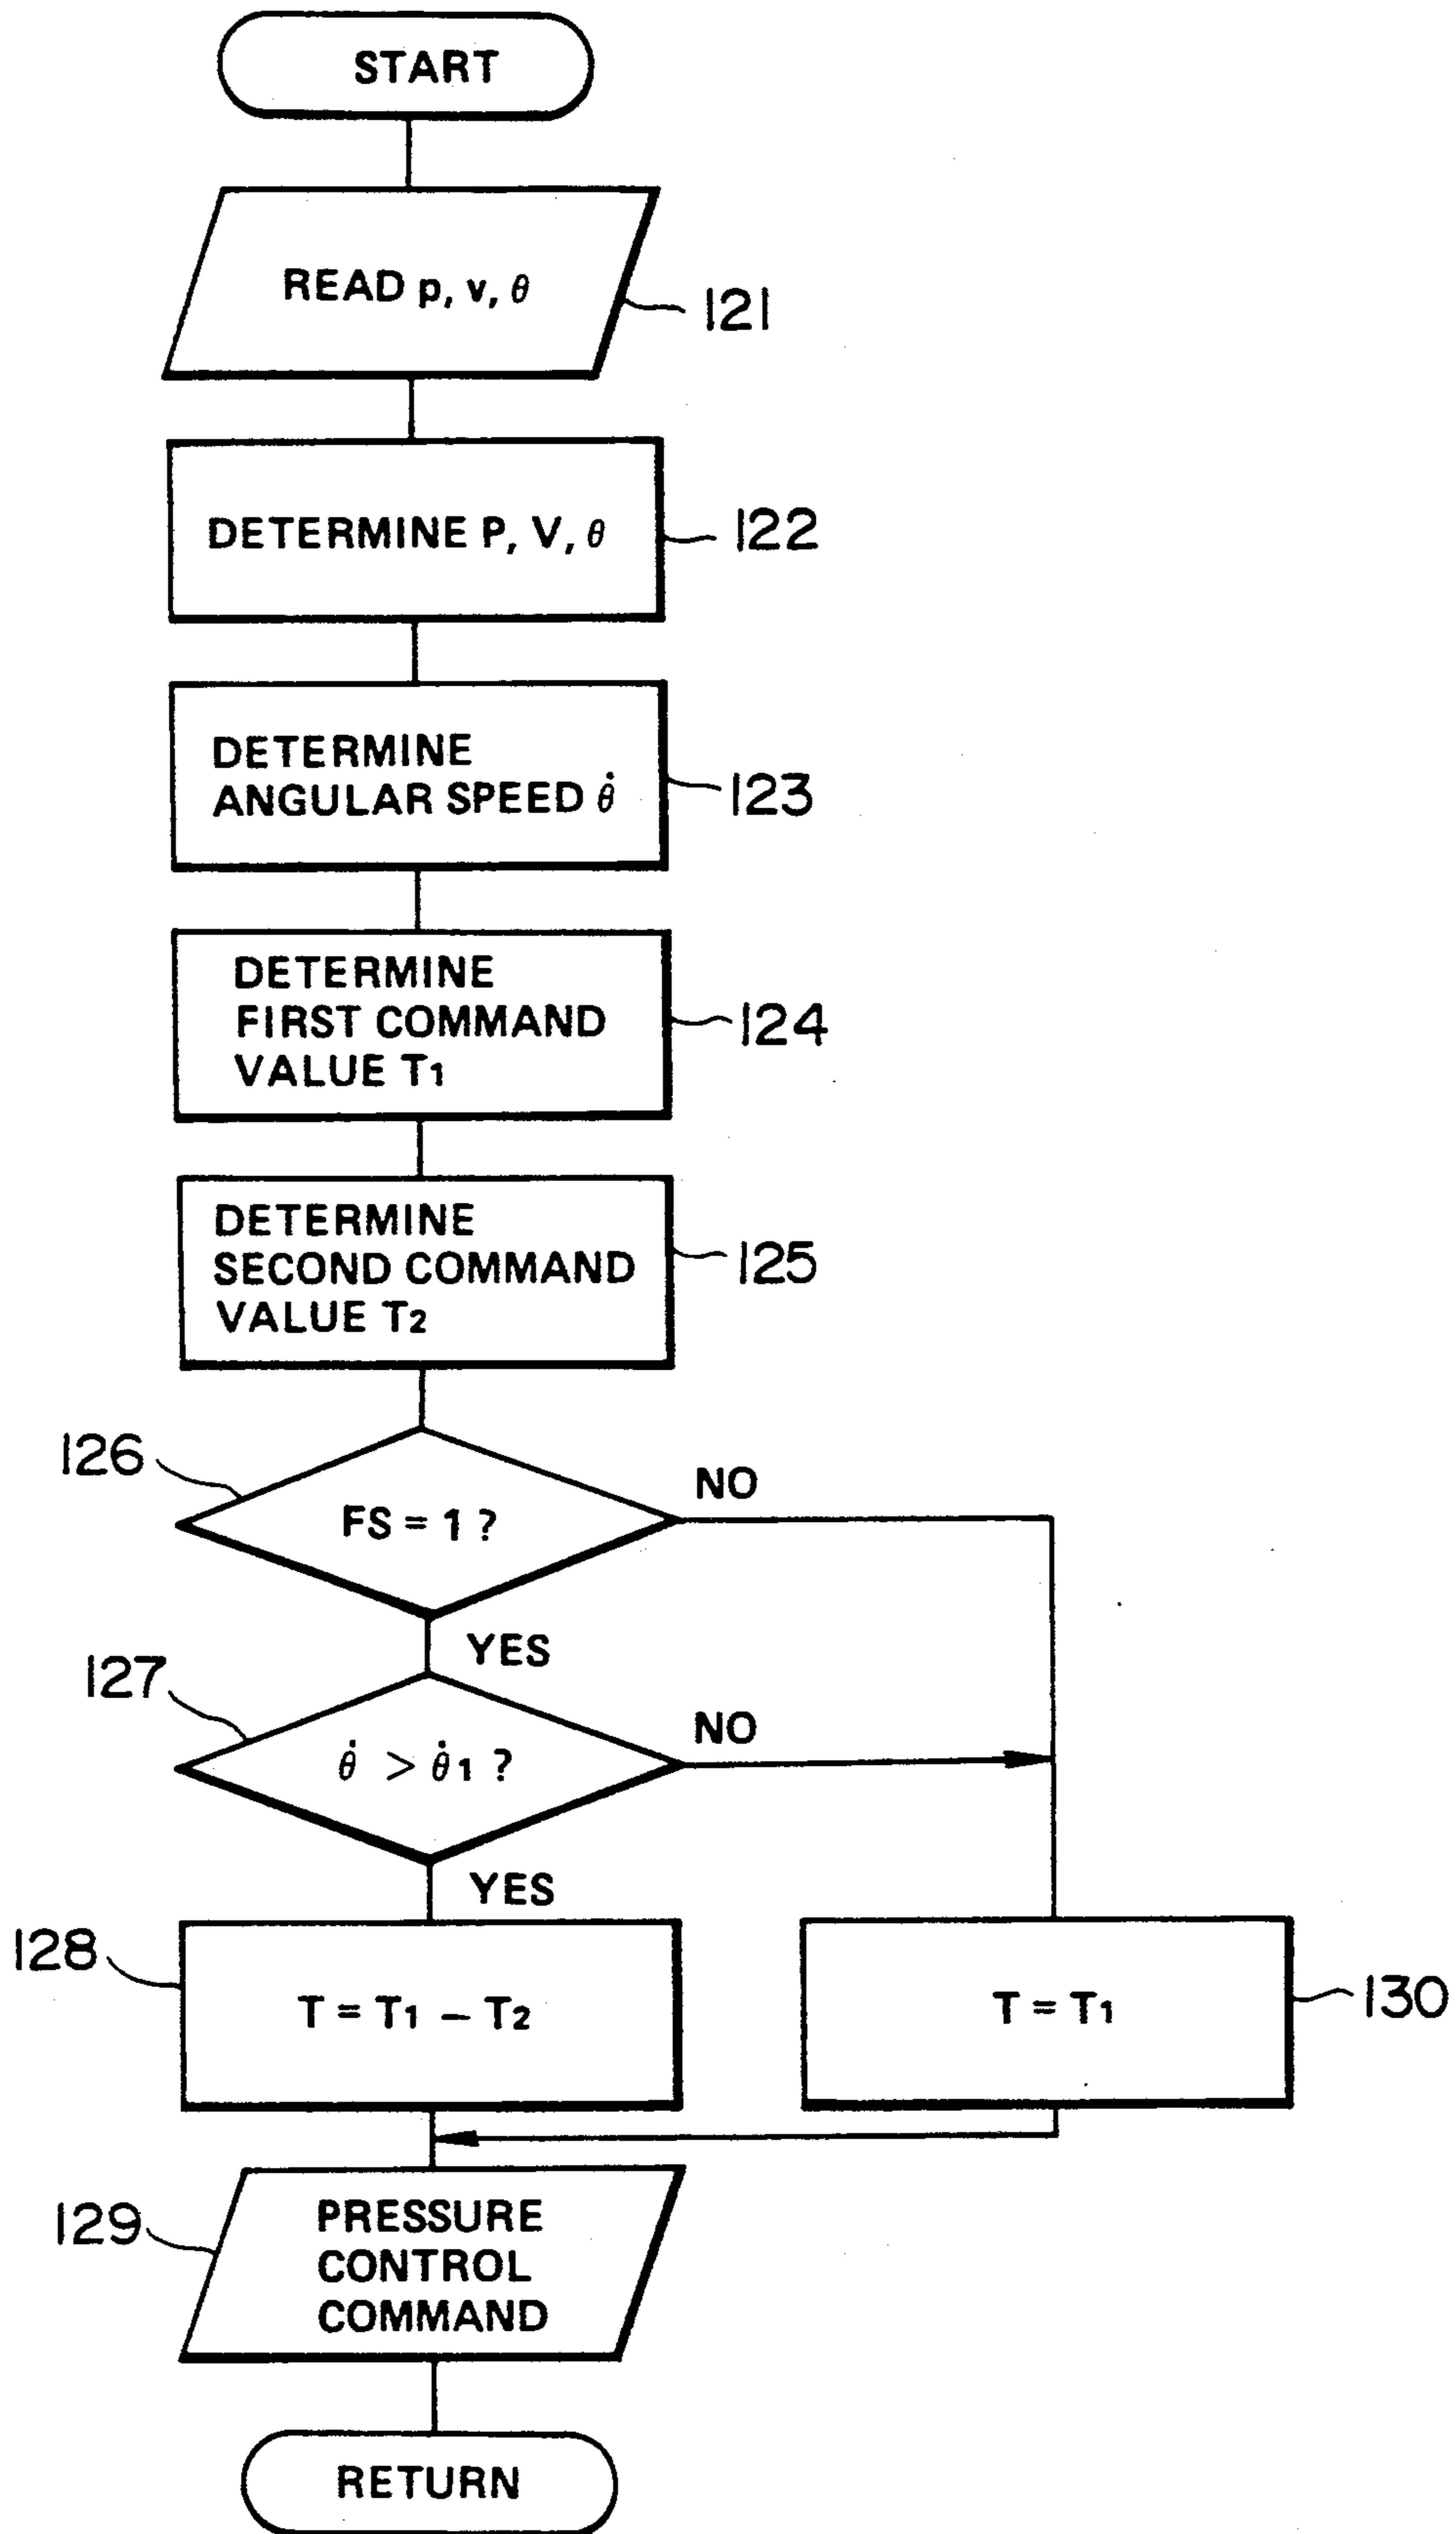 START
READ p, v, θ
121
DETERMINE P, V, θ
122
DETERMINE
ANGULAR SPEED θ̇
123
DETERMINE
FIRST COMMAND
VALUE T1
124
DETERMINE
SECOND COMMAND
VALUE T2
125
126
FS = 1 ?
NO
YES
127
θ̇ > θ̇1 ?
NO
YES
128
T = T1 − T2
T = T1
130
129
PRESSURE
CONTROL
COMMAND
RETURN